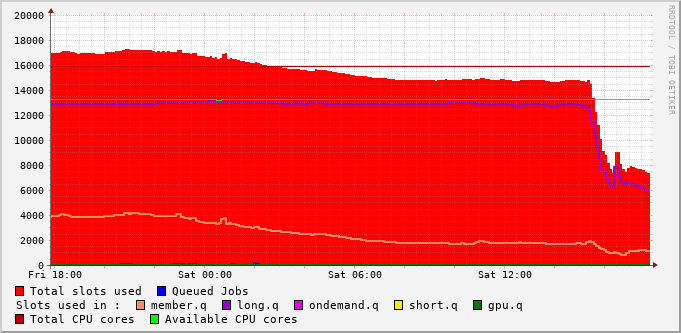 20000
18000
16000
14000
12000
10000
8000
6000
4000
2000
0
Fri 18:00 Sat 00:00 Sat 06:00 Sat 12:00
Total slots used Queued Jobs
Slots used in : member.q long.q ondemand.q short.q gpu.q
Total CPU cores Available CPU cores
RRDTOOL / TOBI OETIKER